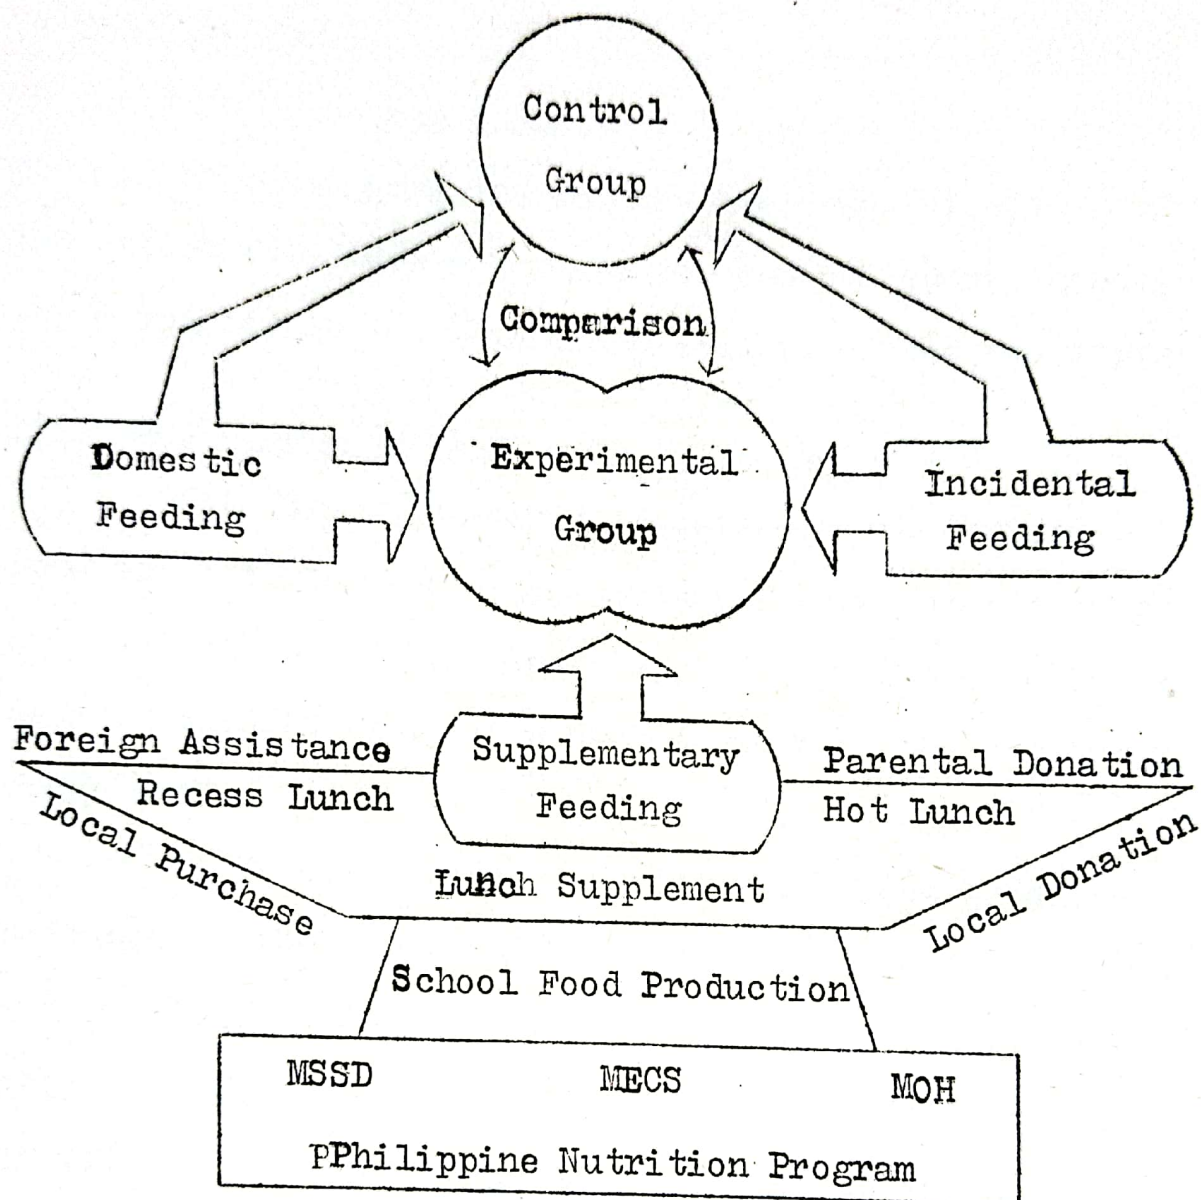 Control
Group
Comparison
Domestic
Feeding
Experimental
Group
Incidental
Feeding
Foreign Assistance
Recess Lunch
Local Purchase
Supplementary
Feeding
Parental Donation
Hot Lunch
Local Donation
Lunch Supplement
School Food Production
MSSD MECS MOH
PPhilippine Nutrition Program